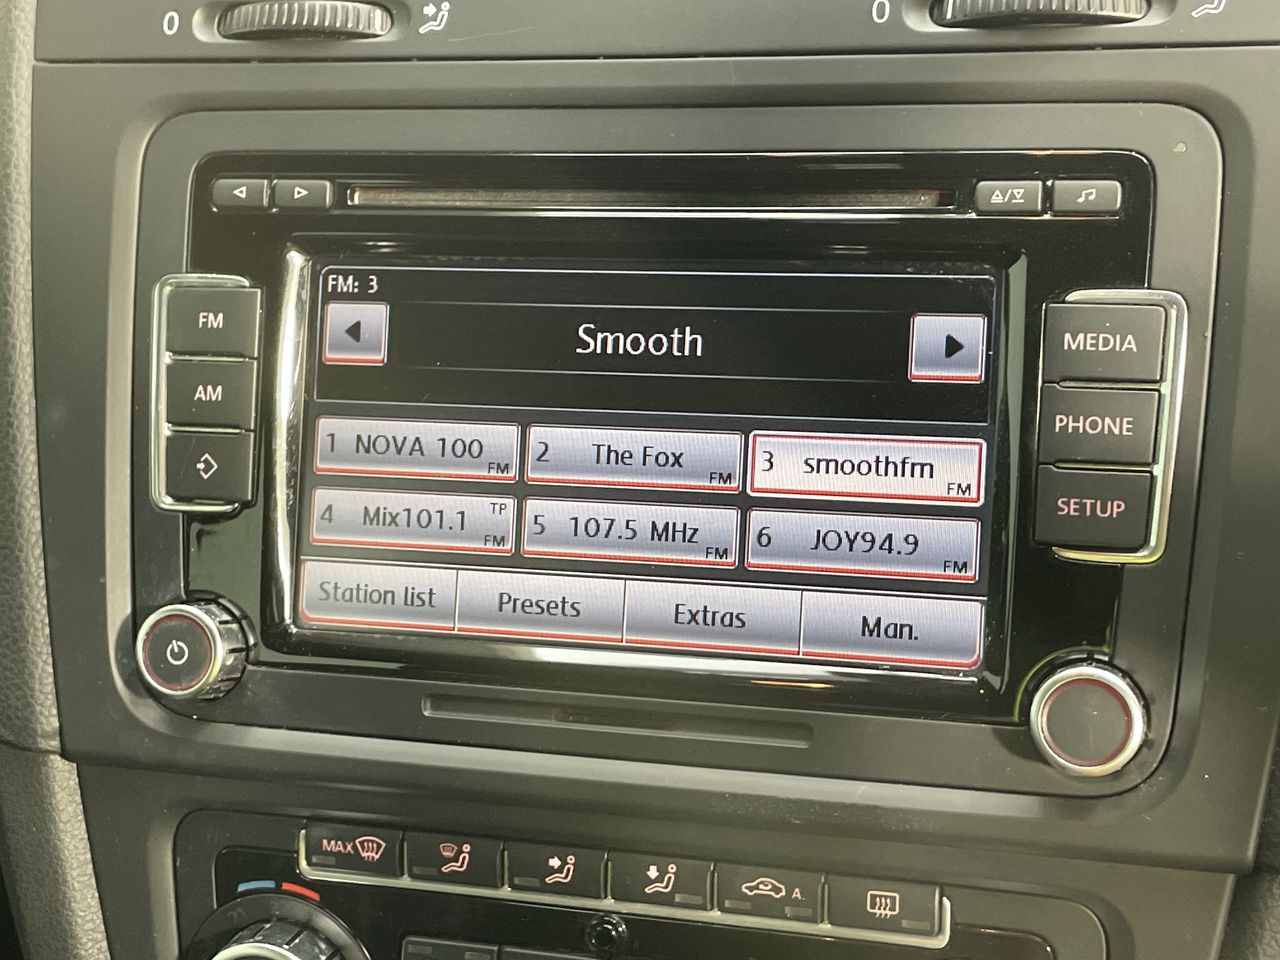 0
0
FM: 3
Smooth
FM
AM
MEDIA
PHONE
SETUP
1 NOVA 100 FM
2 The Fox FM
3 smoothfm FM
4 Mix101.1 TP FM
5 107.5 MHz FM
6 JOY94.9 FM
Station list
Presets
Extras
Man.
MAX
A.